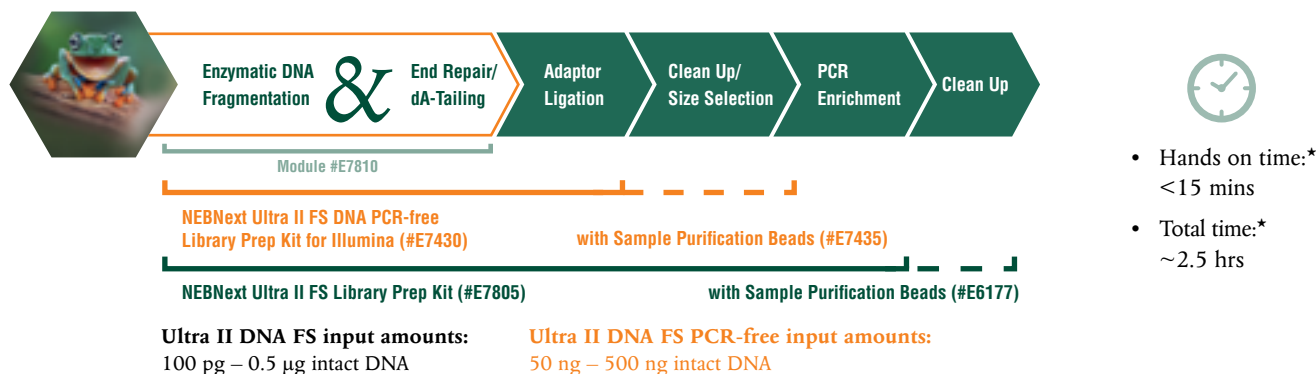 Enzymatic DNA
Fragmentation
&
End Repair/
dA-Tailing
Adaptor
Ligation
Clean Up/
Size Selection
PCR
Enrichment
Clean Up
Module #E7810
NEBNext Ultra II FS DNA PCR-free
Library Prep Kit for Illumina (#E7430)
with Sample Purification Beads (#E7435)
NEBNext Ultra II FS Library Prep Kit (#E7805)
with Sample Purification Beads (#E6177)
Ultra II DNA FS input amounts:
100 pg – 0.5 µg intact DNA
Ultra II DNA FS PCR-free input amounts:
50 ng – 500 ng intact DNA
• Hands on time:★
<15 mins
• Total time:★
~2.5 hrs